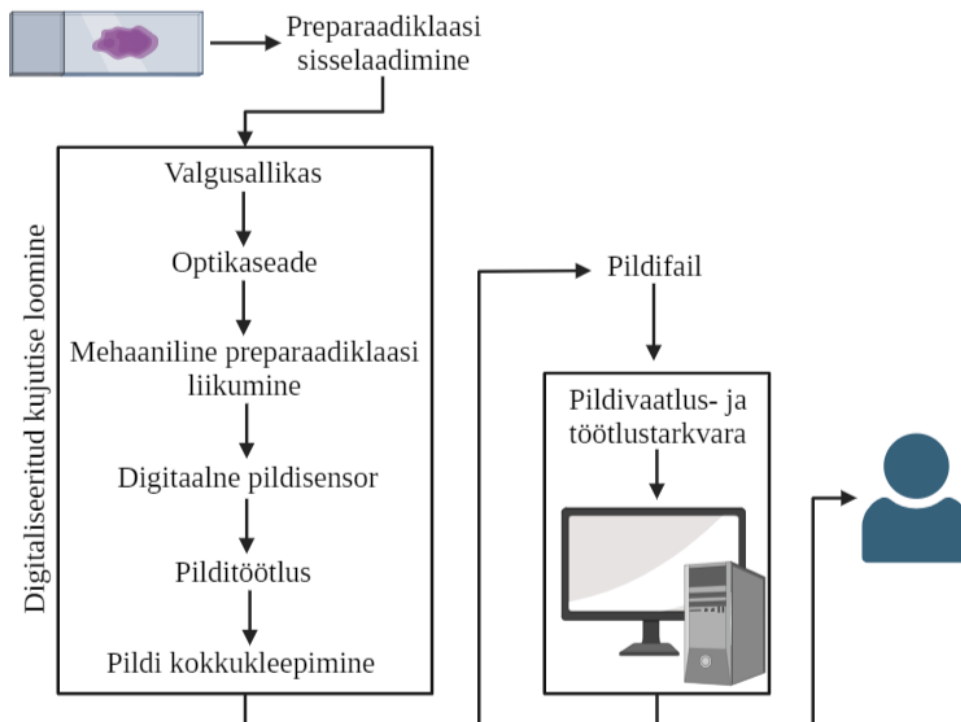 Preparaadiklaasi
sisselaadimine
Digitaliseeritud kujutise loomine
Valgusallikas
Optikaseade
Mehaaniline preparaadiklaasi
liikumine
Digitaalne pildisensor
Pilditöötlus
Pildi kokkukleepimine
Pildifail
Pildivaatlus- ja
töötlustarkvara